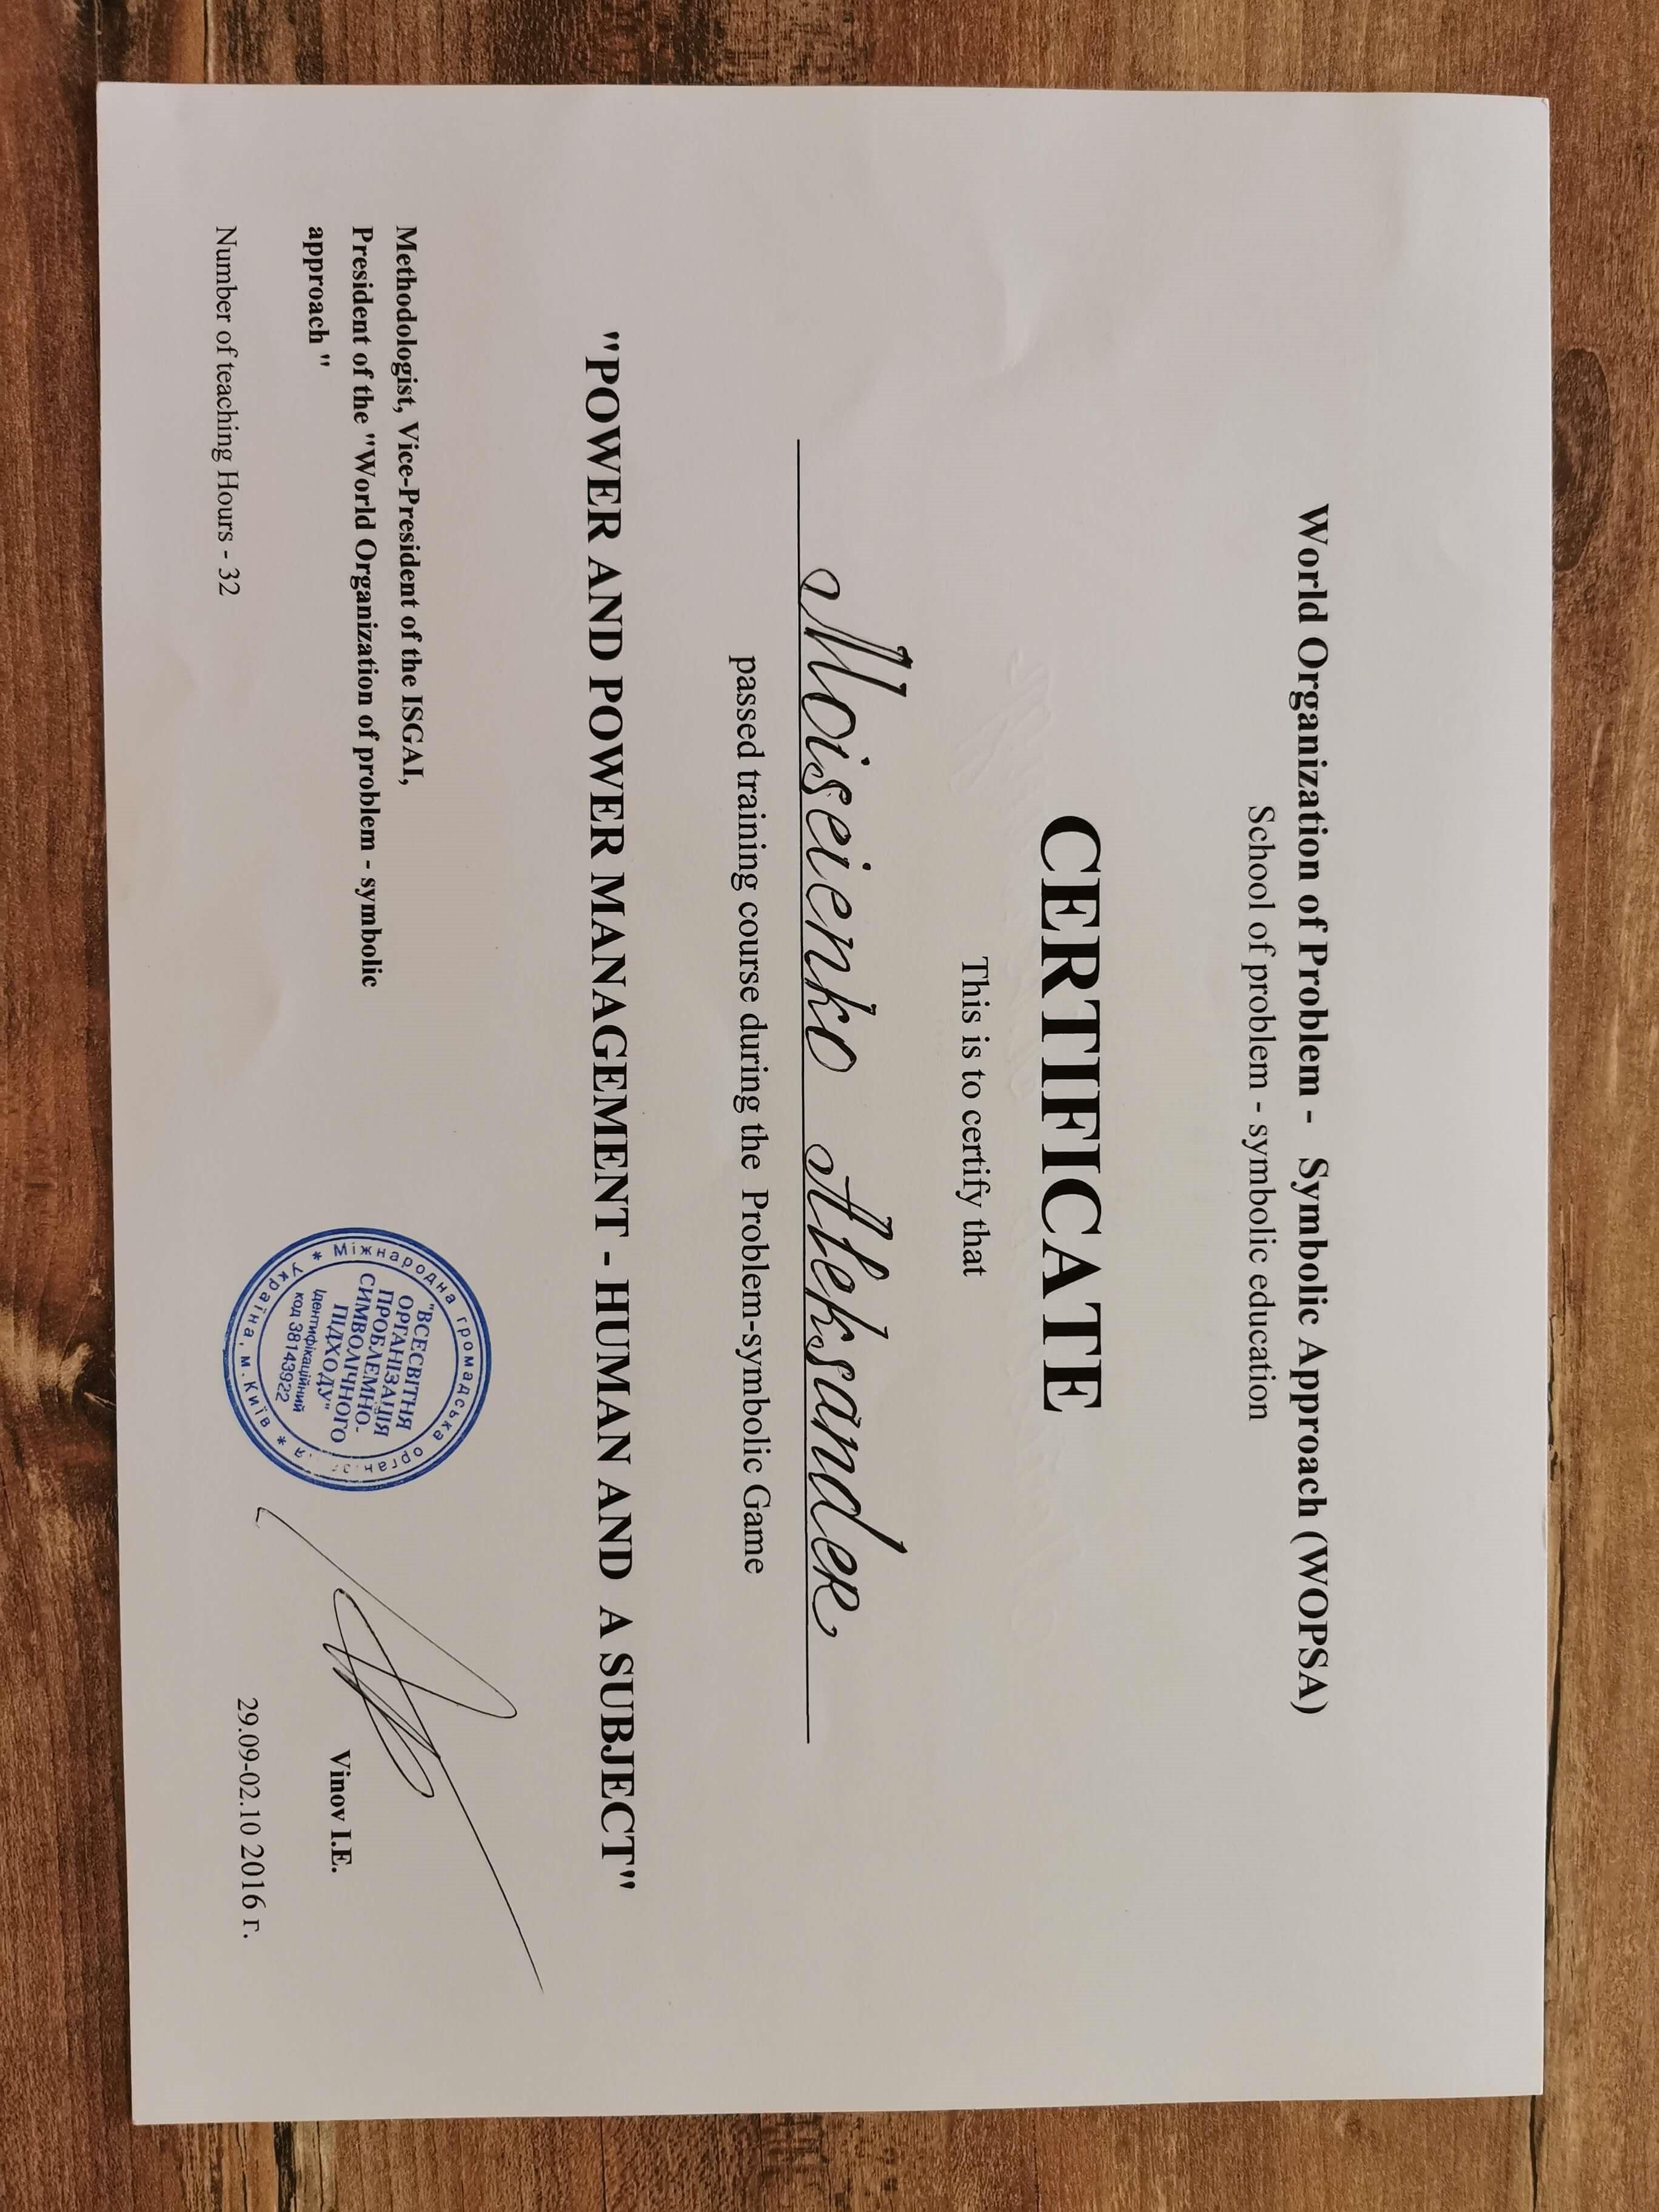 World Organization of Problem - Symbolic Approach (WOPSA)
School of problem - symbolic education
CERTIFICATE
This is to certify that
Moiseienko Aleksander
passed training course during the Problem-symbolic Game
"POWER AND POWER MANAGEMENT - HUMAN AND A SUBJECT"
Methodologist, Vice-President of the ISGAI,
President of the "World Organization of problem - symbolic
approach "
Vinov I.E.
Number of teaching Hours - 32
29.09-02.10 2016 г.
* Міжнародна громадська
Україна, м. Київ *
"ВСЕСВІТНЯ
ОРГАНІЗАЦІЯ
ПРОБЛЕМНО-
СИМВОЛІЧНОГО
ПІДХОДУ"
Ідентифікаційний
код 38143922